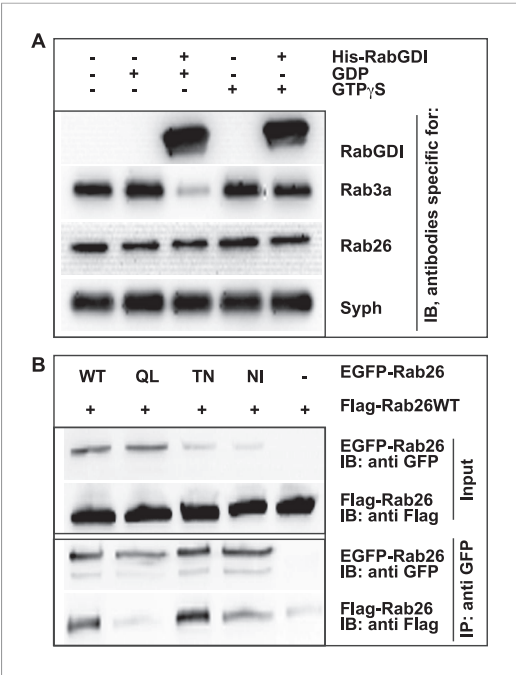 A
- - + - + His-RabGDI
- + + - - GDP
- - - + + GTPγS
RabGDI
Rab3a
Rab26
Syph
IB, antibodies specific for:
B
WT QL TN NI - EGFP-Rab26
+ + + + + Flag-Rab26WT
EGFP-Rab26
IB: anti GFP
Flag-Rab26
IB: anti Flag
Input
EGFP-Rab26
IB: anti GFP
Flag-Rab26
IB: anti Flag
IP: anti GFP